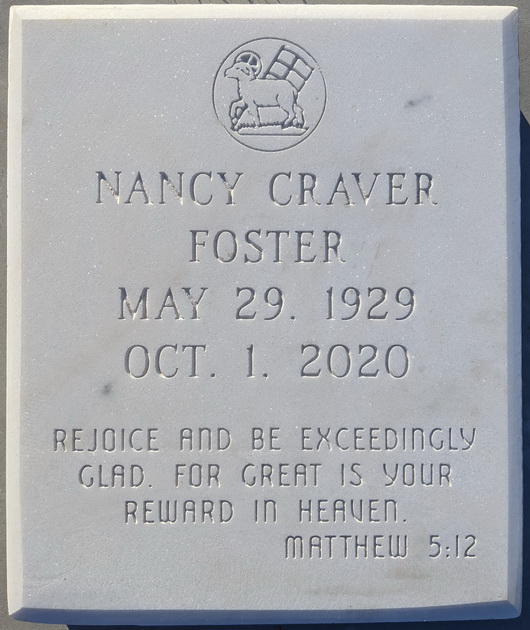 NANCY CRAVER
FOSTER
MAY 29. 1929
OCT. 1. 2020
REJOICE AND BE EXCEEDINGLY
GLAD. FOR GREAT IS YOUR
REWARD IN HEAVEN.
MATTHEW 5:12